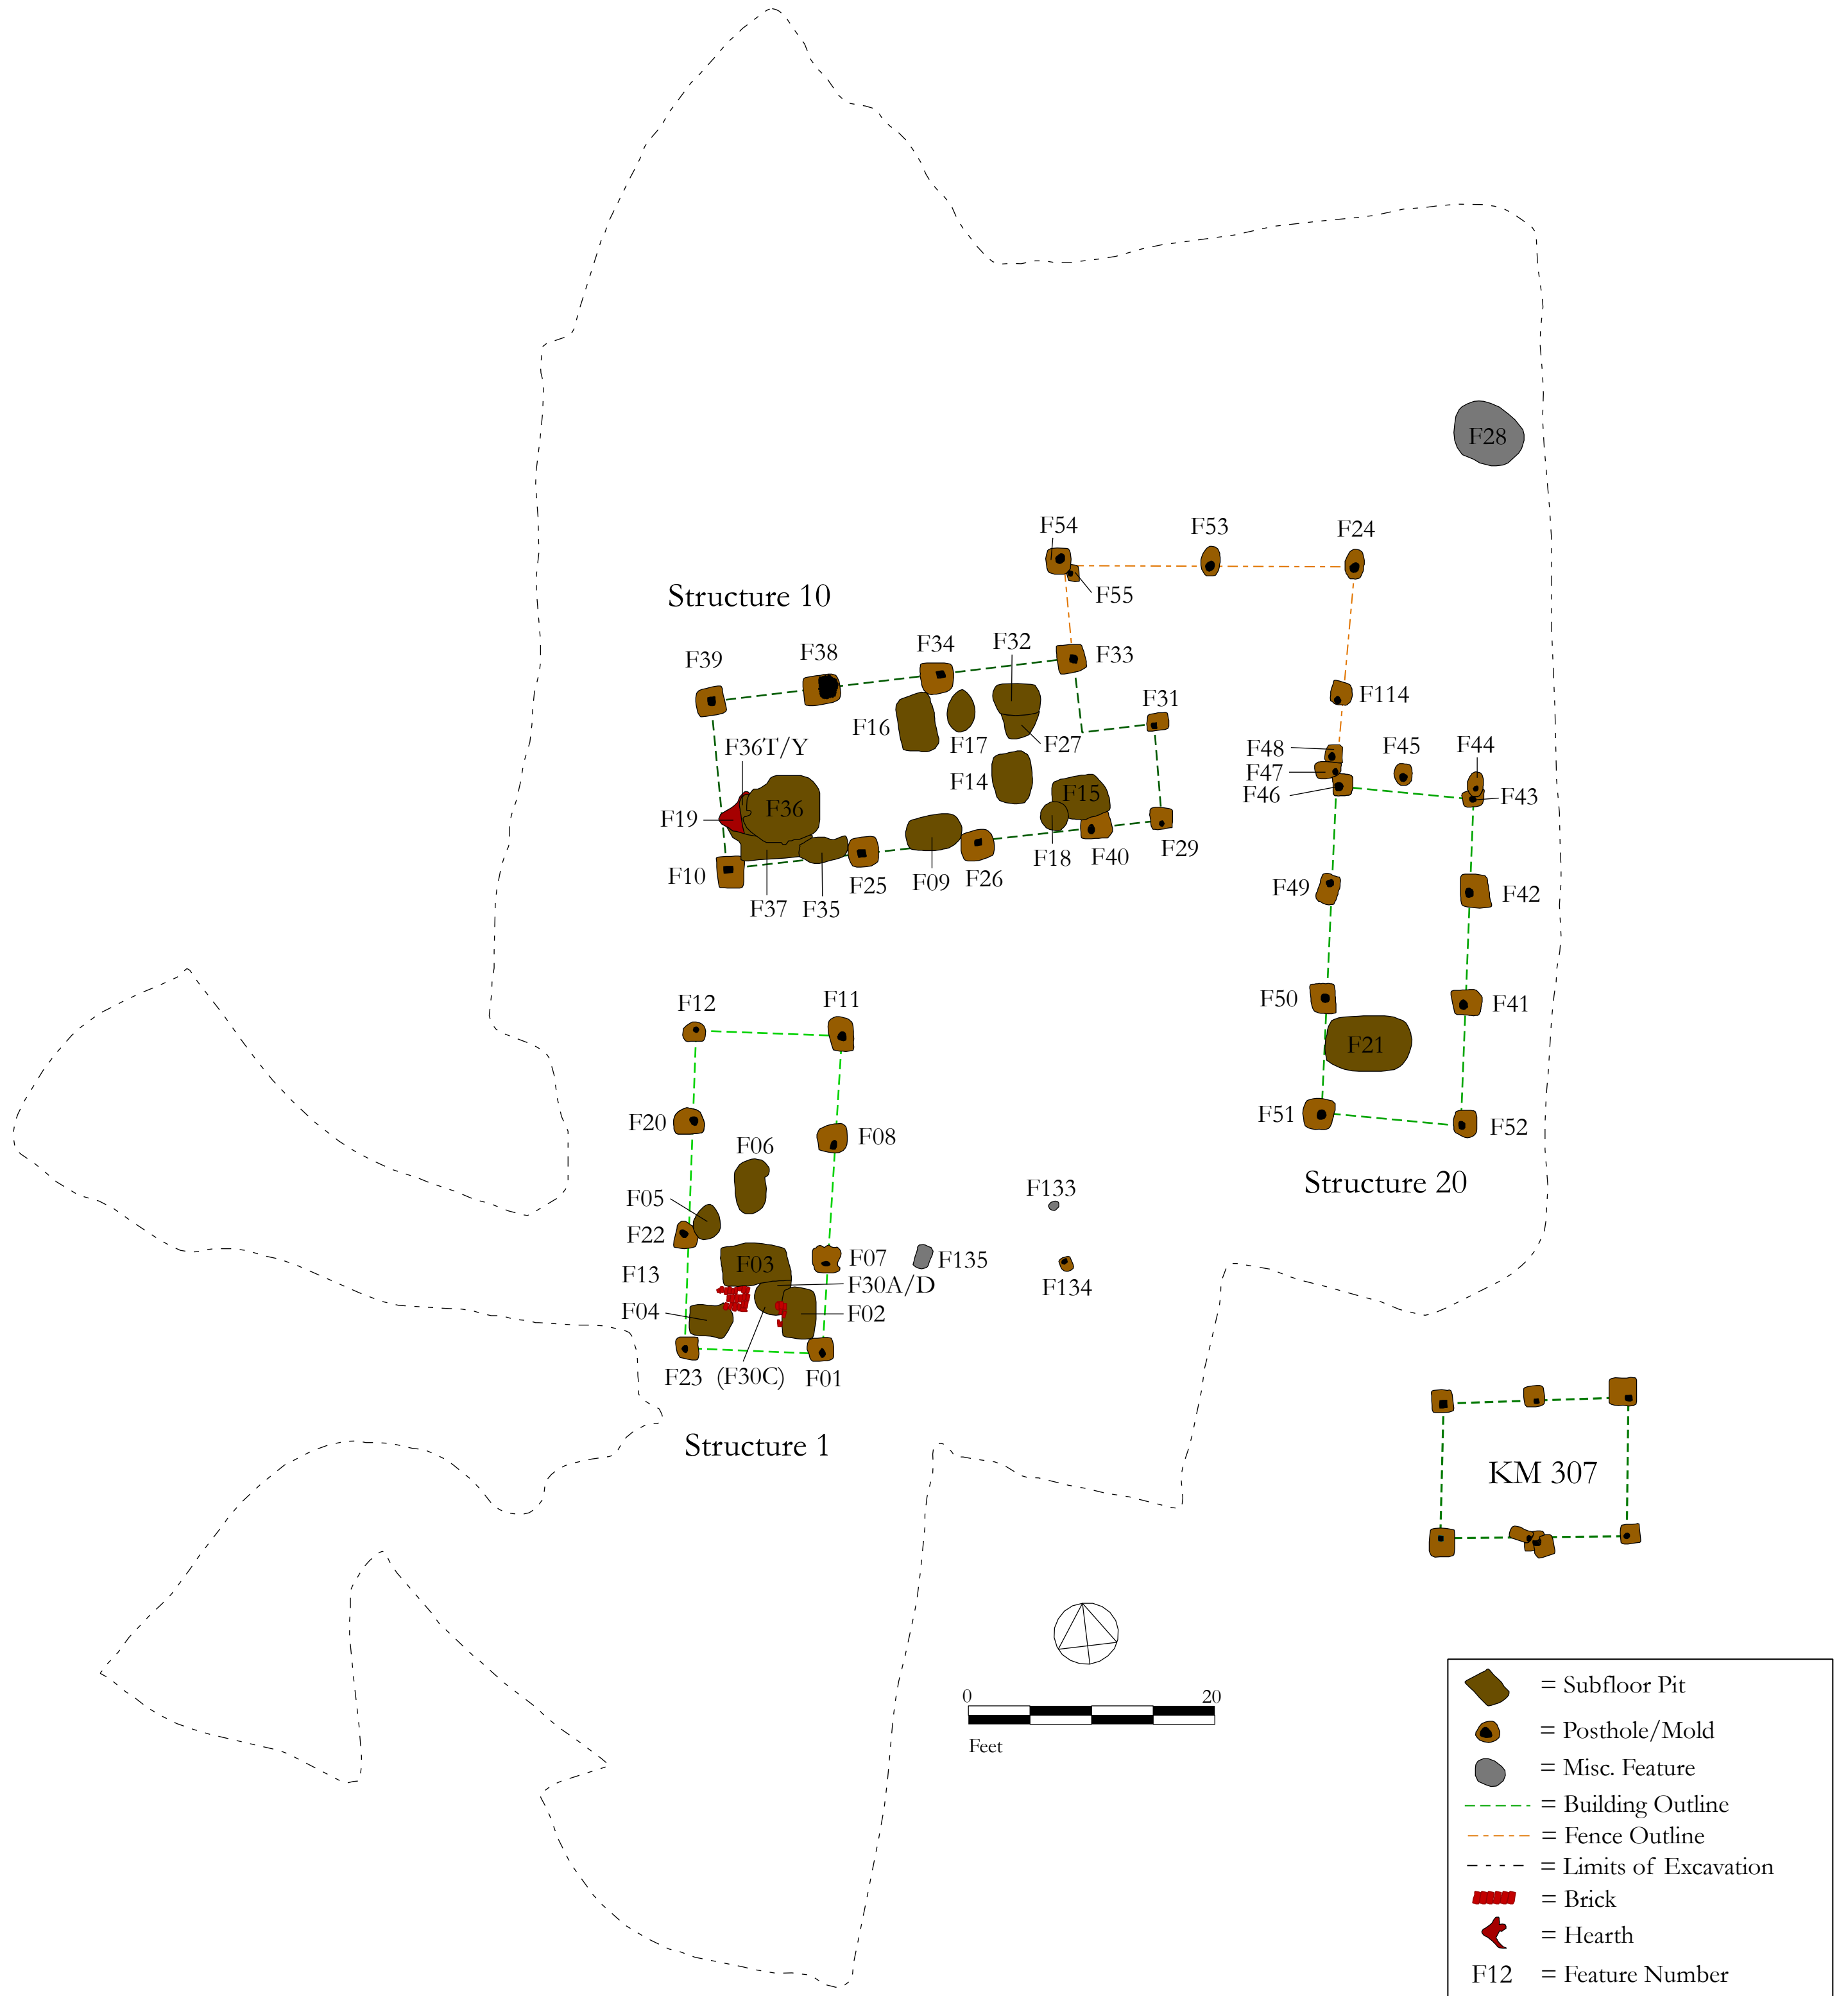 F28
F54
F53
F24
F55
Structure 10
F39
F38
F34
F32
F33
F31
F114
F16
F17
F27
F36T/Y
F14
F48
F45
F44
F47
F46
F43
F36
F15
F19
F10
F37
F35
F25
F09
F26
F18
F40
F29
F49
F42
F50
F41
F21
F51
F52
Structure 20
F12
F11
F20
F08
F06
F05
F22
F03
F07
F13
F30A/D
F04
F02
F23
(F30C)
F01
Structure 1
F133
F135
F134
KM 307
0 20
Feet
= Subfloor Pit
= Posthole/Mold
= Misc. Feature
= Building Outline
= Fence Outline
= Limits of Excavation
= Brick
= Hearth
F12 = Feature Number